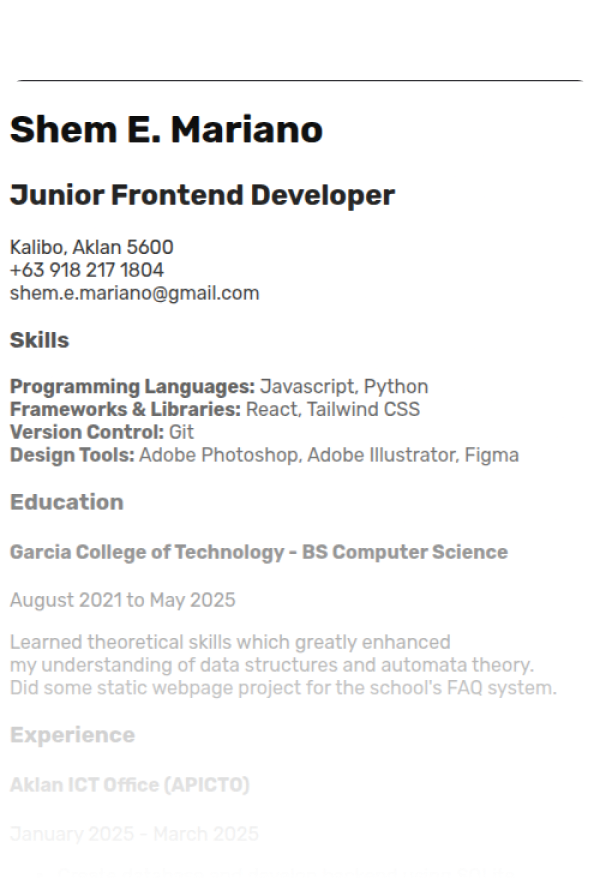 Shem E. Mariano
Junior Frontend Developer
Kalibo, Aklan 5600
+63 918 217 1804
shem.e.mariano@gmail.com
Skills
Programming Languages: Javascript, Python
Frameworks & Libraries: React, Tailwind CSS
Version Control: Git
Design Tools: Adobe Photoshop, Adobe Illustrator, Figma
Education
Garcia College of Technology - BS Computer Science
August 2021 to May 2025
Learned theoretical skills which greatly enhanced
my understanding of data structures and automata theory.
Did some static webpage project for the school's FAQ system.
Experience
Aklan ICT Office (APICTO)
January 2025 - March 2025